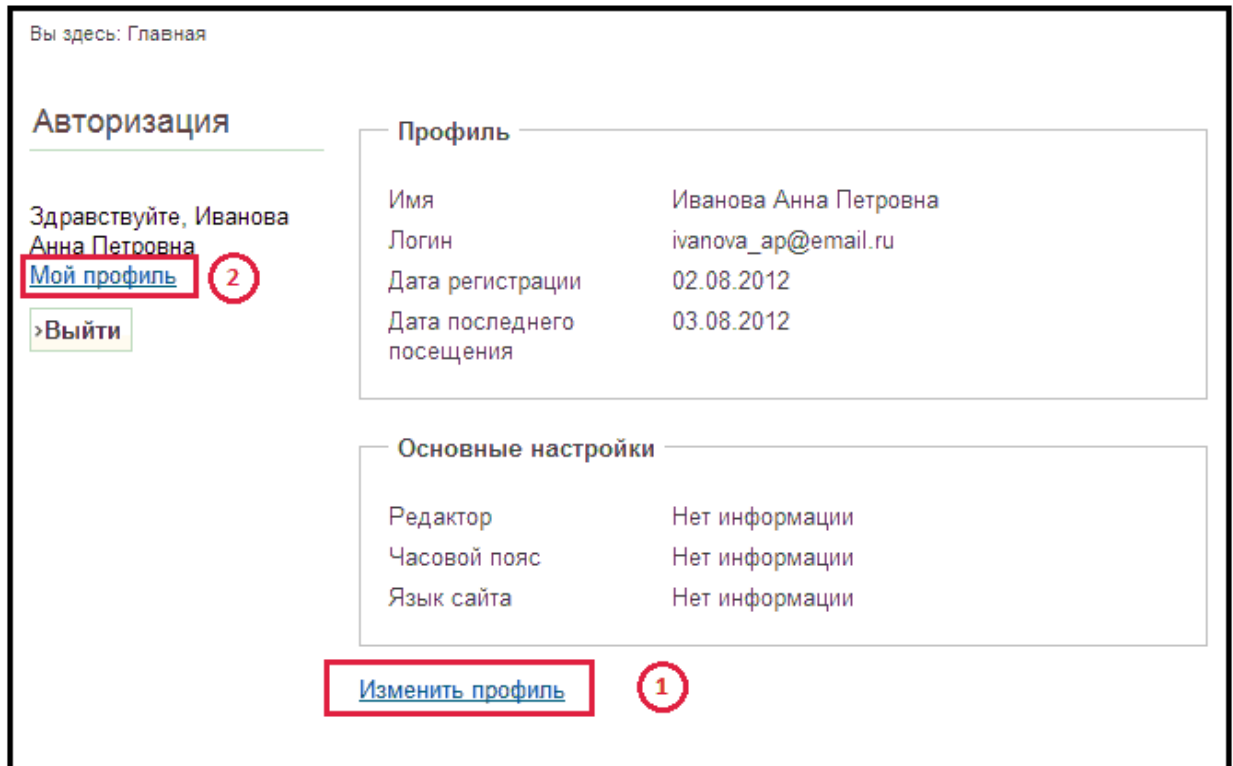 Вы здесь: Главная
Авторизация
Здравствуйте, Иванова
Анна Петровна
Мой профиль
2
›Выйти
Профиль
Имя Иванова Анна Петровна
Логин ivanova_ap@email.ru
Дата регистрации 02.08.2012
Дата последнего 03.08.2012
посещения
Основные настройки
Редактор Нет информации
Часовой пояс Нет информации
Язык сайта Нет информации
Изменить профиль
1